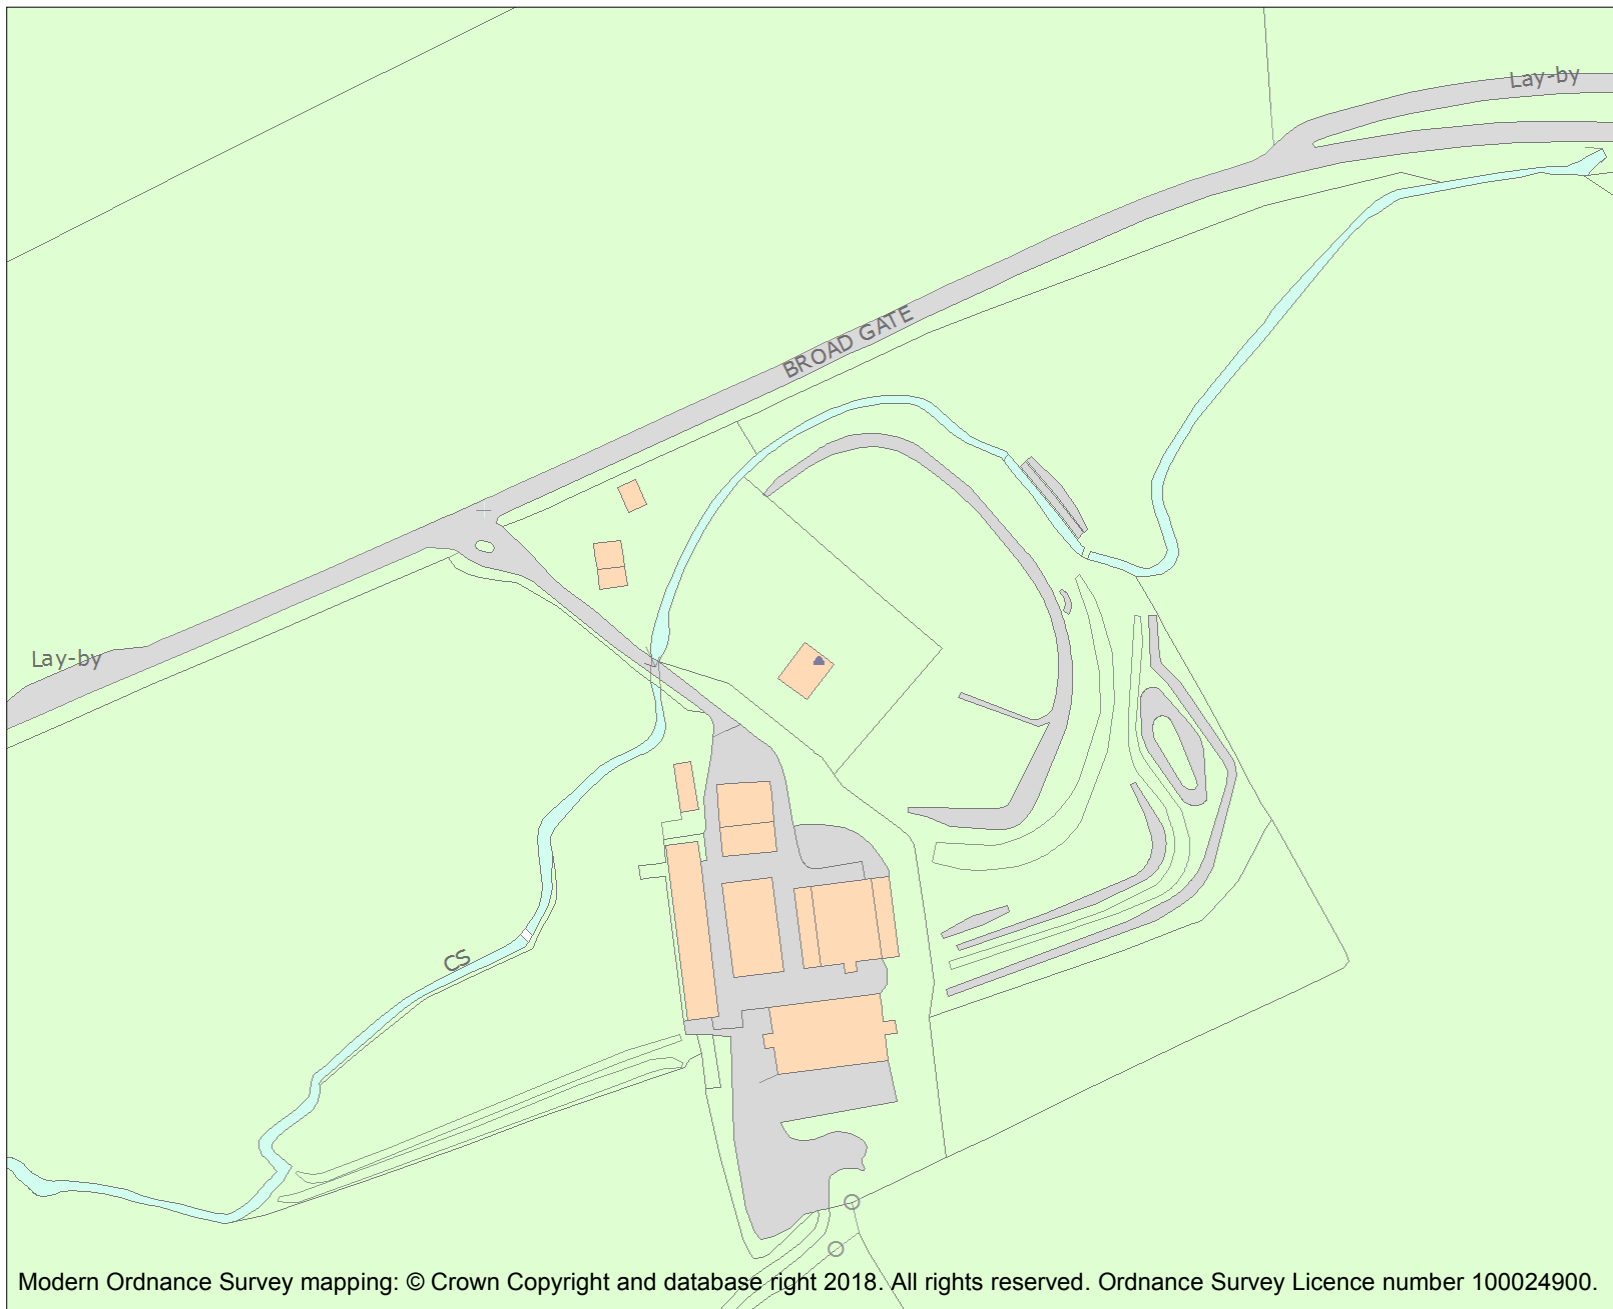 Lay-by
BROAD GATE
Lay-by
CS
Modern Ordnance Survey mapping: © Crown Copyright and database right 2018. All rights reserved. Ordnance Survey Licence number 100024900.